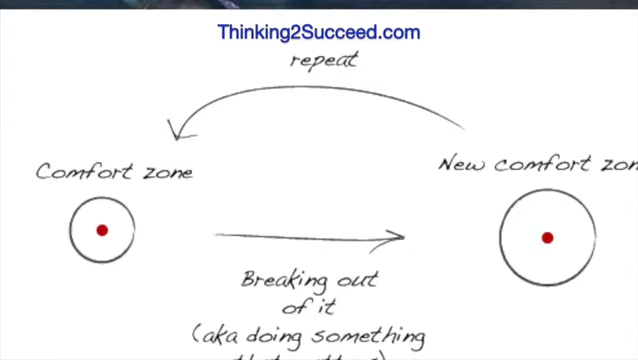 Thinking2Succeed.com
repeat
Comfort zone
New comfort zon
Breaking out
of it
(aka doing something